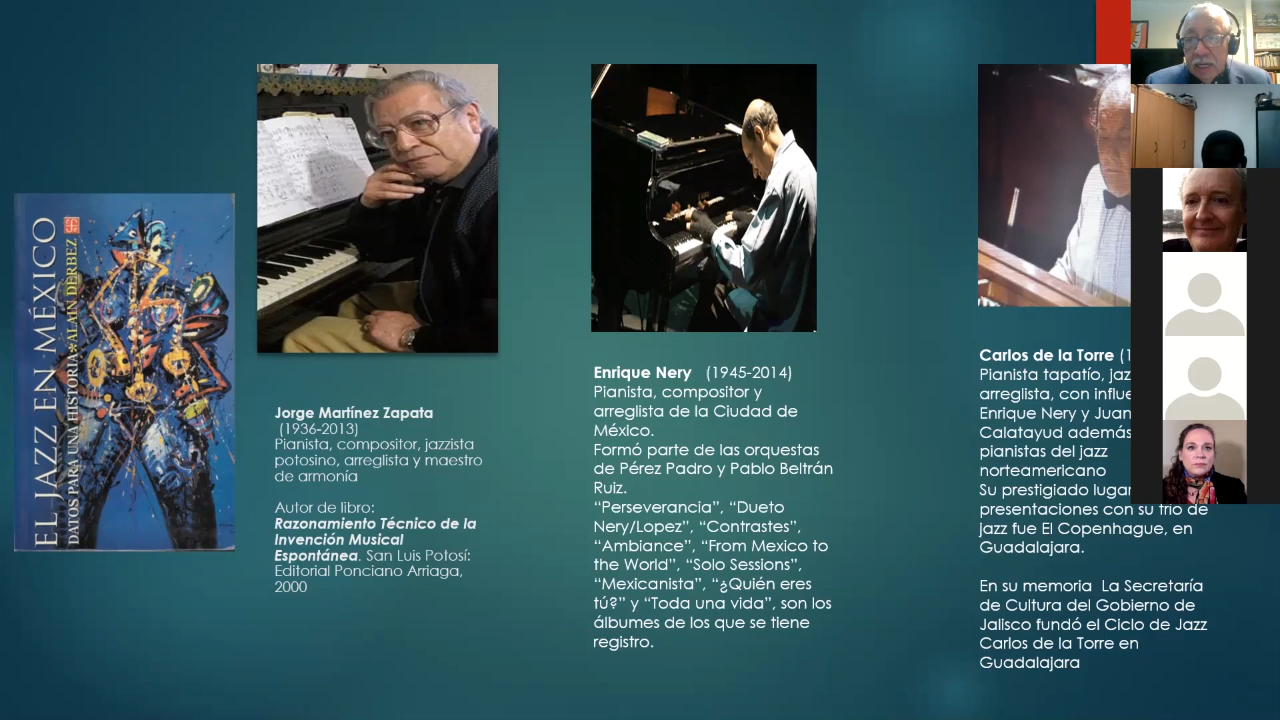 EL JAZZ EN MÉXICO
DATOS PARA UNA HISTORIA/ALAIN DERBEZ
Jorge Martínez Zapata
(1936-2013)
Pianista, compositor, jazzista
potosino, arreglista y maestro
de armonía
Autor de libro:
Razonamiento Técnico de la
Invención Musical
Espontánea. San Luis Potosí:
Editorial Ponciano Arriaga,
2000
Enrique Nery (1945-2014)
Pianista, compositor y
arreglista de la Ciudad de
México.
Formó parte de las orquestas
de Pérez Padro y Pablo Beltrán
Ruiz.
“Perseverancia”, “Dueto
Nery/Lopez”, “Contrastes”,
“Ambiance”, “From Mexico to
the World”, “Solo Sessions”,
“Mexicanista”, “¿Quién eres
tú?” y “Toda una vida”, son los
álbumes de los que se tiene
registro.
Carlos de la Torre (1
Pianista tapatío, jaz
arreglista, con influe
Enrique Nery y Juan
Calatayud además
pianistas del jazz
norteamericano
Su prestigiado lugar
presentaciones con su trío de
jazz fue El Copenhague, en
Guadalajara.
En su memoria La Secretaría
de Cultura del Gobierno de
Jalisco fundó el Ciclo de Jazz
Carlos de la Torre en
Guadalajara